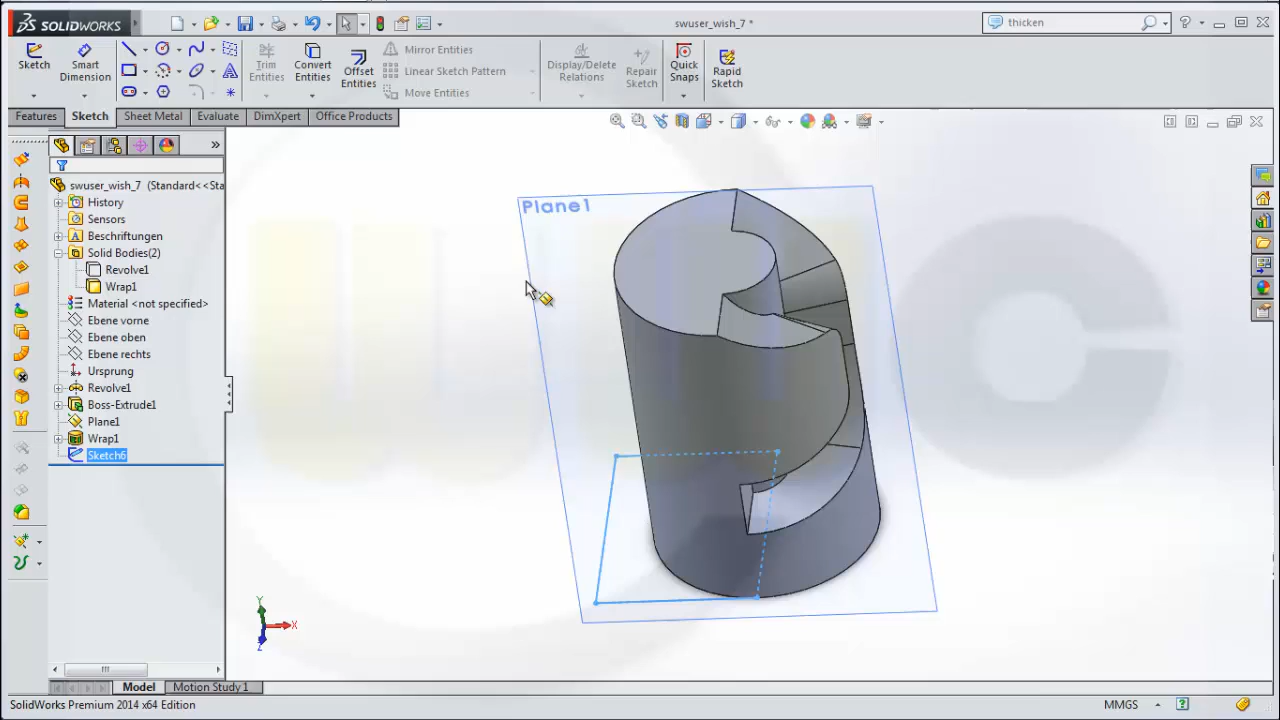 SOLIDWORKS
swuser_wish_7 *
thicken
Sketch
Smart
Dimension
Trim
Entities
Convert
Entities
Offset
Entities
Mirror Entities
Linear Sketch Pattern
Move Entities
Display/Delete
Relations
Repair
Sketch
Quick
Snaps
Rapid
Sketch
Features
Sketch
Sheet Metal
Evaluate
DimXpert
Office Products
swuser_wish_7 (Standard<<Sta
History
Sensors
Beschriftungen
Solid Bodies(2)
Revolve1
Wrap1
Material <not specified>
Ebene vorne
Ebene oben
Ebene rechts
Ursprung
Revolve1
Boss-Extrude1
Plane1
Wrap1
Sketch6
Plane1
Y
X
Z
Model
Motion Study 1
SolidWorks Premium 2014 x64 Edition
MMGS